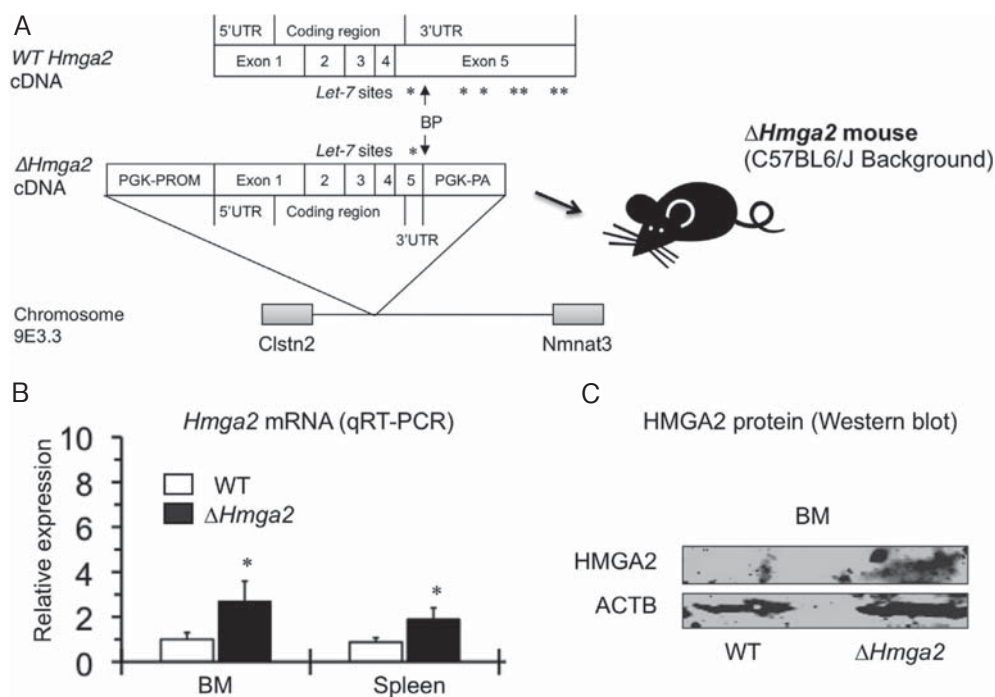 A
5'UTR Coding region 3'UTR
WT Hmga2
cDNA
Exon 1 2 3 4 Exon 5
Let-7 sites * * * ** **
BP
Let-7 sites *
ΔHmga2
cDNA
PGK-PROM Exon 1 2 3 4 5 PGK-PA
5'UTR Coding region
3'UTR
ΔHmga2 mouse
(C57BL6/J Background)
Chromosome
9E3.3
Clstn2 Nmnat3
B
Hmga2 mRNA (qRT-PCR)
Relative expression
10
8
6
4
2
0
WT
ΔHmga2
* *
BM Spleen
C
HMGA2 protein (Western blot)
BM
HMGA2
ACTB
WT ΔHmga2